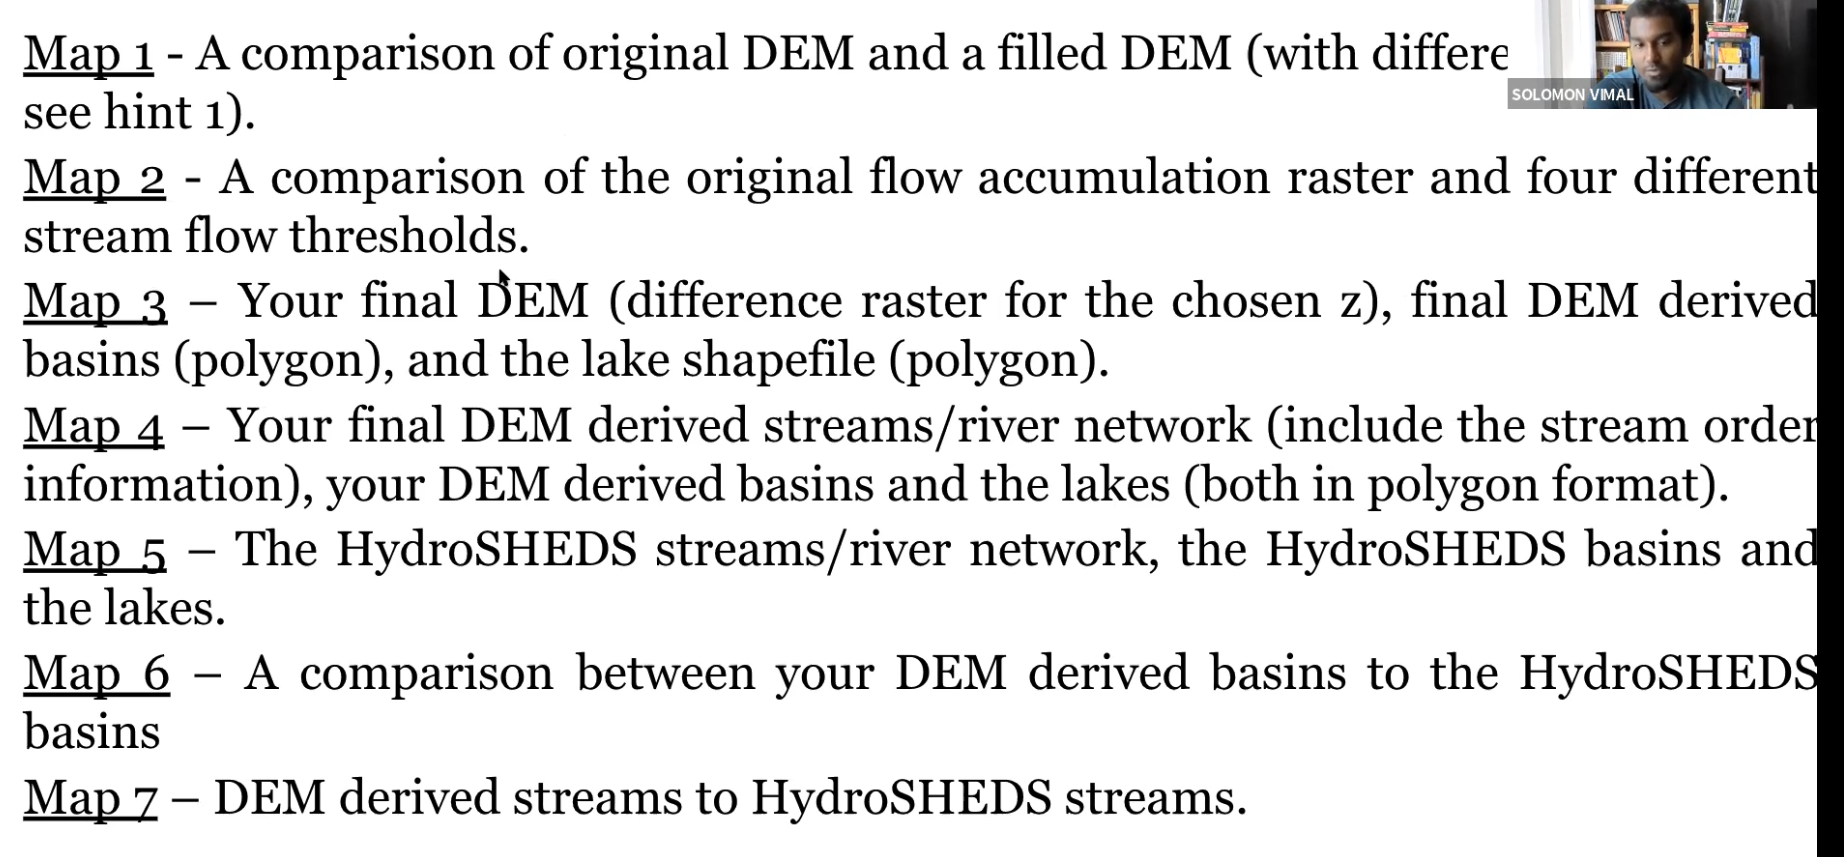 Map 1 - A comparison of original DEM and a filled DEM (with differe
SOLOMON VIMAL
see hint 1).
Map 2 - A comparison of the original flow accumulation raster and four different
stream flow thresholds.
Map 3 – Your final DEM (difference raster for the chosen z), final DEM derived
basins (polygon), and the lake shapefile (polygon).
Map 4 – Your final DEM derived streams/river network (include the stream order
information), your DEM derived basins and the lakes (both in polygon format).
Map 5 – The HydroSHEDS streams/river network, the HydroSHEDS basins and
the lakes.
Map 6 – A comparison between your DEM derived basins to the HydroSHEDS
basins
Map 7 – DEM derived streams to HydroSHEDS streams.